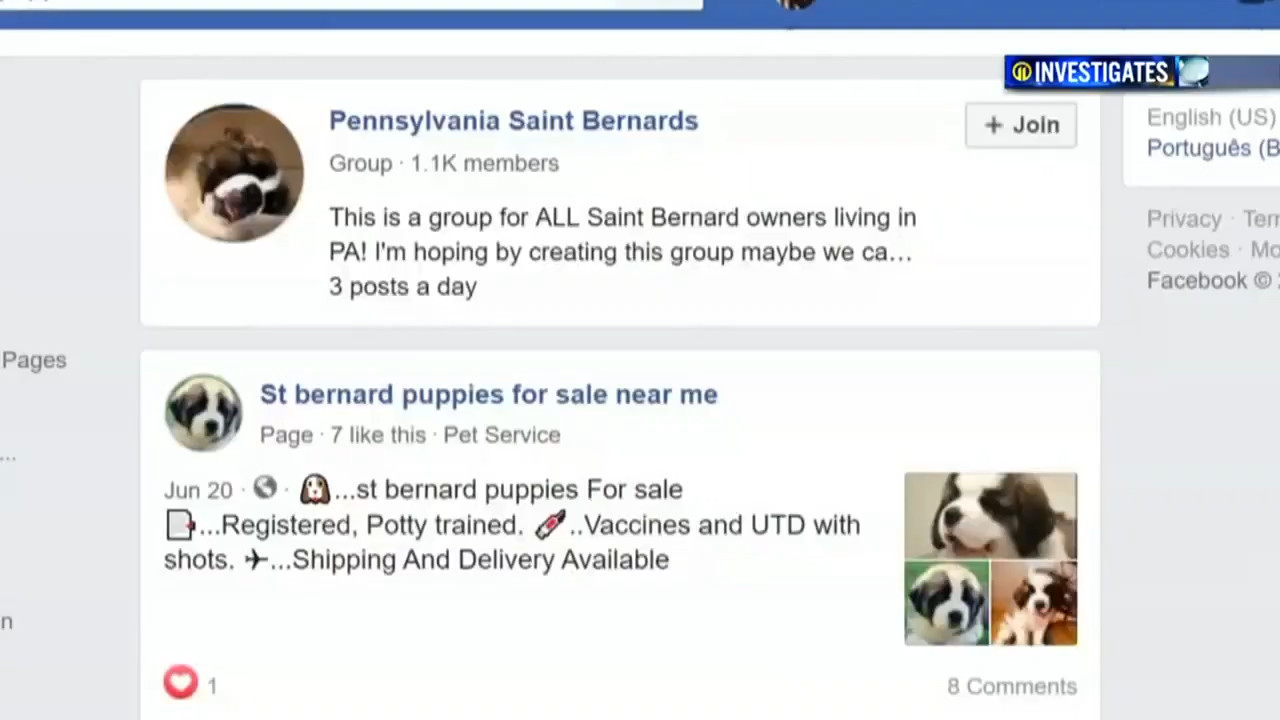 INVESTIGATES
Pennsylvania Saint Bernards
+ Join
Group · 1.1K members
This is a group for ALL Saint Bernard owners living in
PA! I'm hoping by creating this group maybe we ca...
3 posts a day
English (US)
Português (B
Privacy · Ter
Cookies · Mo
Facebook ©
Pages
...
n
St bernard puppies for sale near me
Page · 7 like this · Pet Service
Jun 20 · ...st bernard puppies For sale
...Registered, Potty trained. ..Vaccines and UTD with
shots. ✈...Shipping And Delivery Available
1
8 Comments